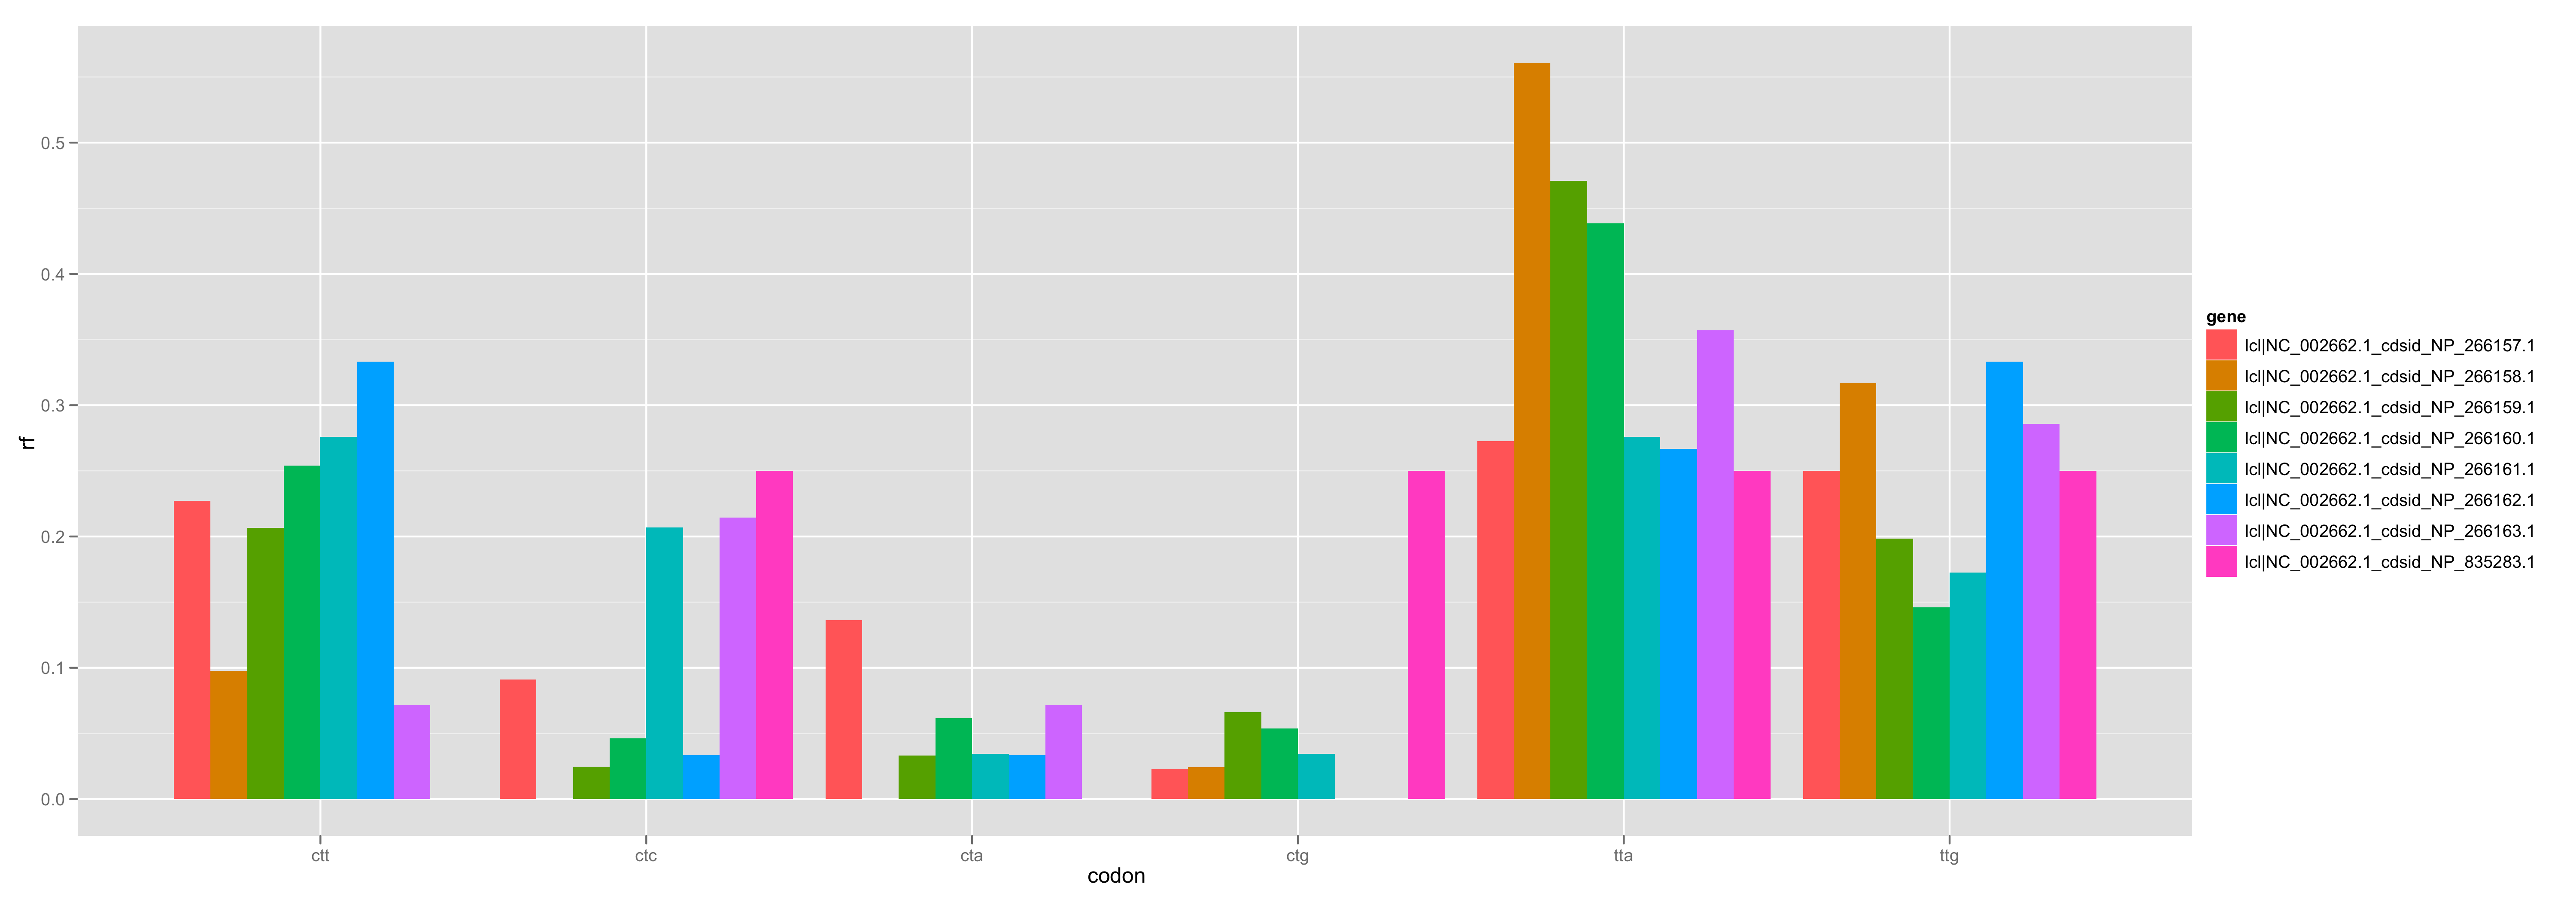 0.5
0.4
0.3
0.2
0.1
0.0
rf
ctt ctc cta ctg tta ttg
codon
gene
lcl|NC_002662.1_cdsid_NP_266157.1
lcl|NC_002662.1_cdsid_NP_266158.1
lcl|NC_002662.1_cdsid_NP_266159.1
lcl|NC_002662.1_cdsid_NP_266160.1
lcl|NC_002662.1_cdsid_NP_266161.1
lcl|NC_002662.1_cdsid_NP_266162.1
lcl|NC_002662.1_cdsid_NP_266163.1
lcl|NC_002662.1_cdsid_NP_835283.1